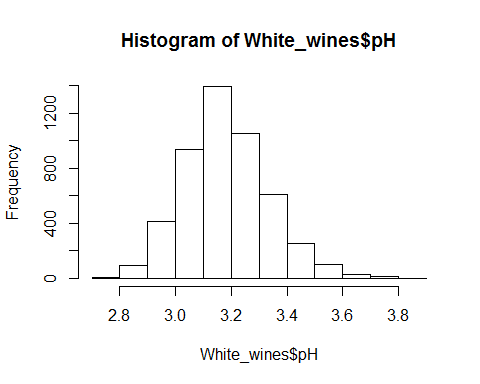 Histogram of White_wines$pH
Frequency
1200
800
400
0
2.8 3.0 3.2 3.4 3.6 3.8
White_wines$pH